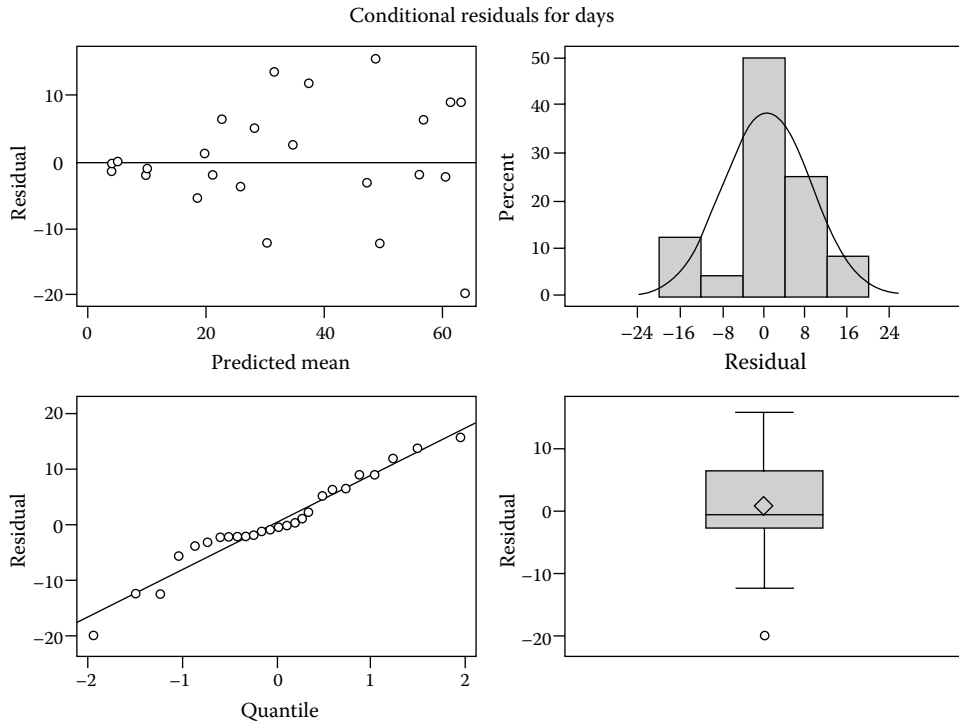 Conditional residuals for days
Residual
10
0
−10
−20
0 20 40 60
Predicted mean
Percent
50
40
30
20
10
0
−24 −16 −8 0 8 16 24
Residual
Residual
20
10
0
−10
−20
−2 −1 0 1 2
Quantile
Residual
10
0
−10
−20